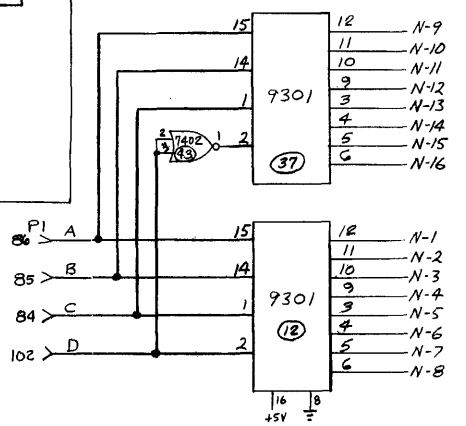 15 12 N-9
11 N-10
14 10 N-11
9301 9 N-12
1 3 N-13
4 N-14
2 7402 1 2 5 N-15
3 43 37 6 N-16
P1
86 A 15 12 N-1
11 N-2
85 B 14 10 N-3
9301 9 N-4
84 C 1 3 N-5
12 4 N-6
102 D 2 5 N-7
6 N-8
16 8
+5V